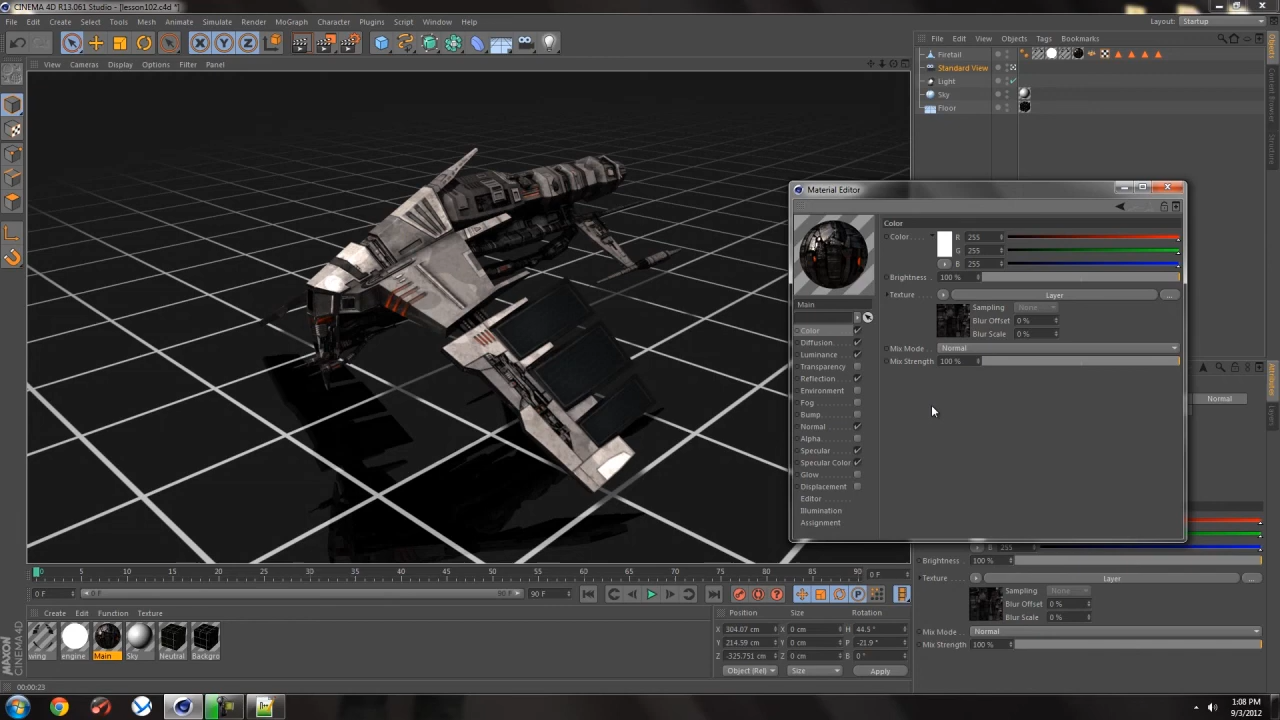 CINEMA 4D R13.061 Studio - [lesson102.c4d *]
File Edit Create Select Tools Mesh Animate Simulate Render MoGraph Character Plugins Script Window Help
Layout: Startup
File Edit View Objects Tags Bookmarks
View Cameras Display Options Filter Panel
Firetail
Standard View
Light
Sky
Floor
Objects
Content Browser
Structure
Material Editor
Color
Color R 255
G 255
B 255
Brightness 100 %
Texture Layer ...
Sampling None
Blur Offset 0 %
Blur Scale 0 %
Mix Mode Normal
Mix Strength 100 %
Main
Color
Diffusion
Luminance
Transparency
Reflection
Environment
Fog
Bump
Normal
Alpha
Specular
Specular Color
Glow
Displacement
Editor
Illumination
Assignment
Attributes
Layers
Normal
B 255
Brightness 100 %
Texture Layer ...
Sampling None
Blur Offset 0 %
Blur Scale 0 %
Mix Mode Normal
Mix Strength 100 %
0 5 10 15 20 25 30 35 40 45 50 55 60 65 70 75 80 85 90 0 F
0 F 0 F 90 F 90 F
Create Edit Function Texture
wing engine Main Sky Neutral Backgro
Position Size Rotation
X 304.07 cm X 0 cm H 44.5 °
Y 214.59 cm Y 0 cm P -21.9 °
Z -325.751 cm Z 0 cm B 0 °
Object (Rel) Size Apply
MAXON CINEMA 4D
00:00:23
1:08 PM
9/3/2012